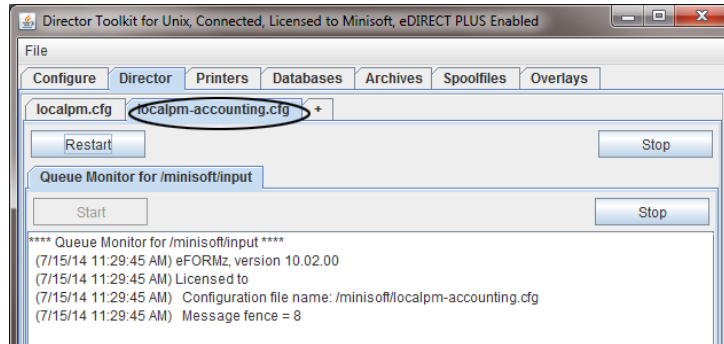 Director Toolkit for Unix, Connected, Licensed to Minisoft, eDIRECT PLUS Enabled
File
Configure Director Printers Databases Archives Spoolfiles Overlays
localpm.cfg localpm-accounting.cfg +
Restart Stop
Queue Monitor for /minisoft/input
Start Stop
**** Queue Monitor for /minisoft/input ****
(7/15/14 11:29:45 AM) eFORMz, version 10.02.00
(7/15/14 11:29:45 AM) Licensed to
(7/15/14 11:29:45 AM) Configuration file name: /minisoft/localpm-accounting.cfg
(7/15/14 11:29:45 AM) Message fence = 8